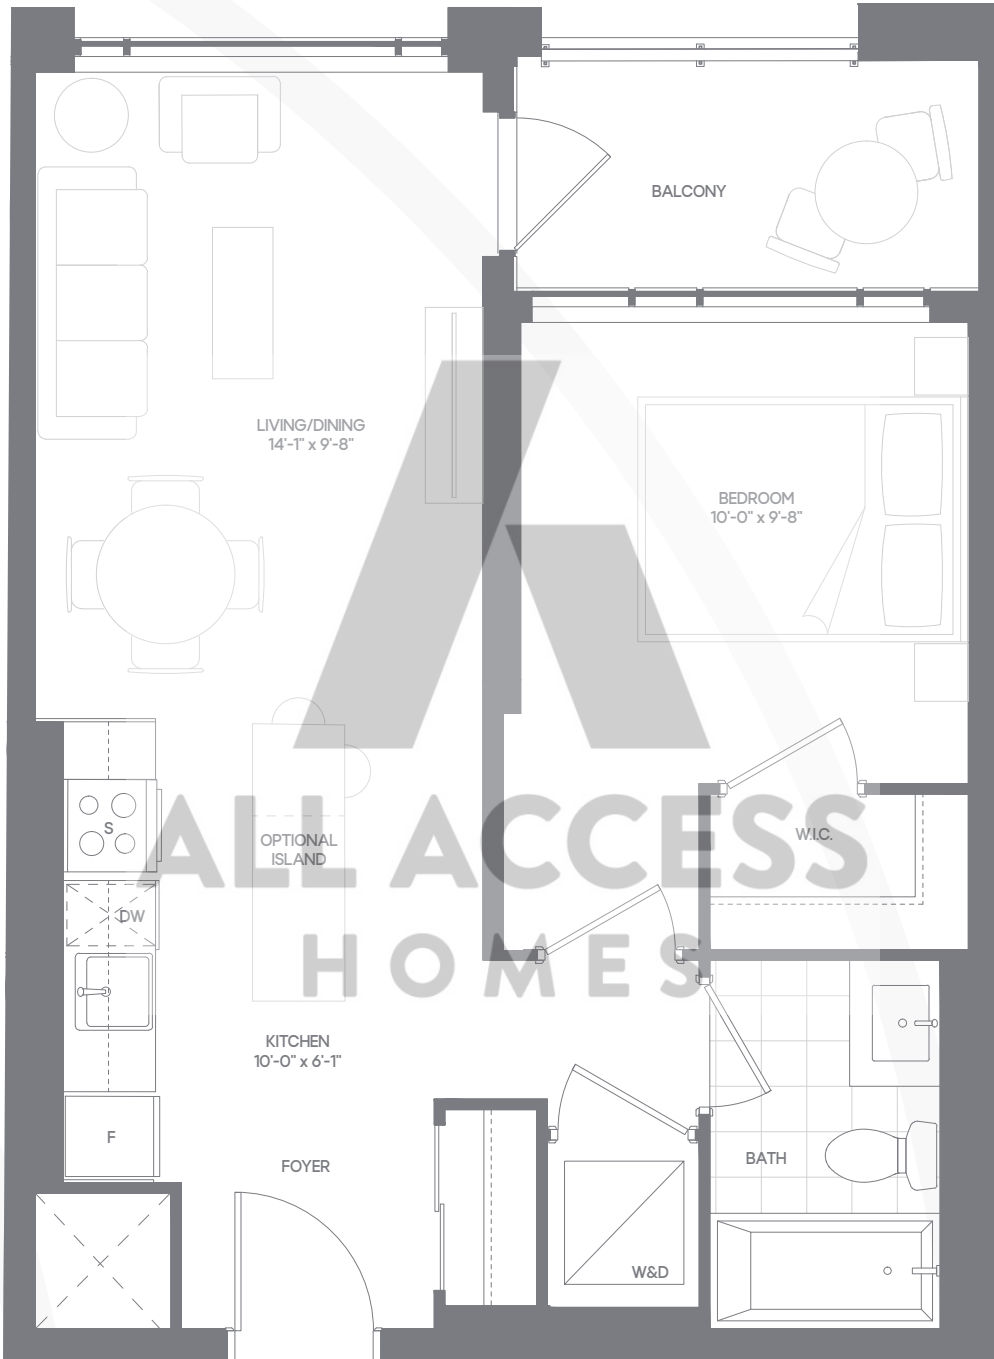 BALCONY
LIVING/DINING
14'-1" x 9'-8"
BEDROOM
10'-0" x 9'-8"
S
OPTIONAL
ISLAND
W.I.C.
ALL ACCESS
DW
HOMES
KITCHEN
10'-0" x 6'-1"
F
FOYER
BATH
W&D